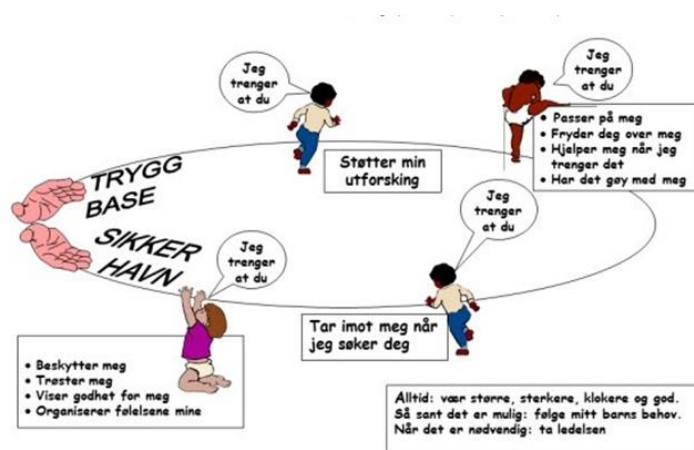 Jeg
trenger
at du
Jeg
trenger
at du
• Passer på meg
• Fryder deg over meg
• Hjelper meg når jeg
trenger det
• Har det gøy med meg
Støtter min
utforsking
TRYGG
BASE
SIKKER
HAVN
Jeg
trenger
at du
Jeg
trenger
at du
Tar imot meg når
jeg søker deg
• Beskytter meg
• Trøster meg
• Viser godhet for meg
• Organiserer følelsene mine
Alltid: vær større, sterkere, klokere og god.
Så sant det er mulig: følge mitt barns behov.
Når det er nødvendig: ta ledelsen